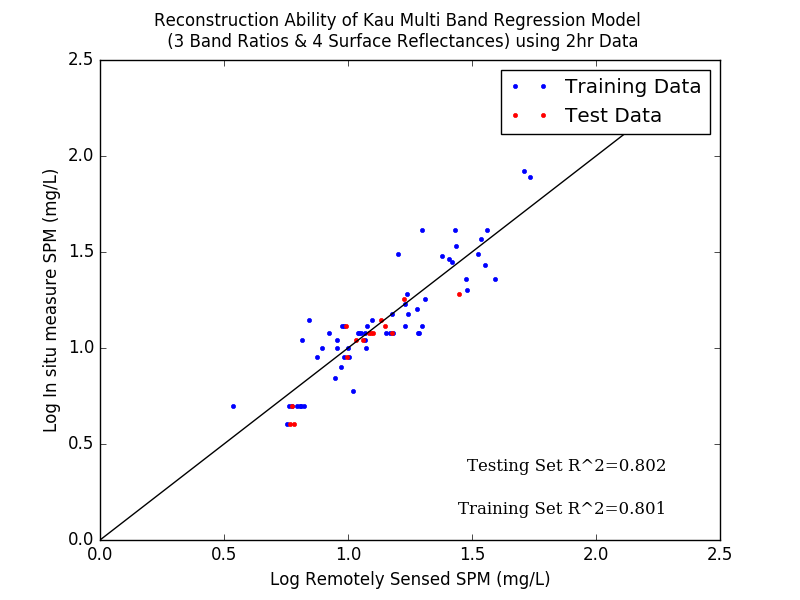 Reconstruction Ability of Kau Multi Band Regression Model
(3 Band Ratios & 4 Surface Reflectances) using 2hr Data
2.5
2.0
1.5
1.0
0.5
0.0
Log In situ measure SPM (mg/L)
Training Data
Test Data
Testing Set R^2=0.802
Training Set R^2=0.801
0.0 0.5 1.0 1.5 2.0 2.5
Log Remotely Sensed SPM (mg/L)